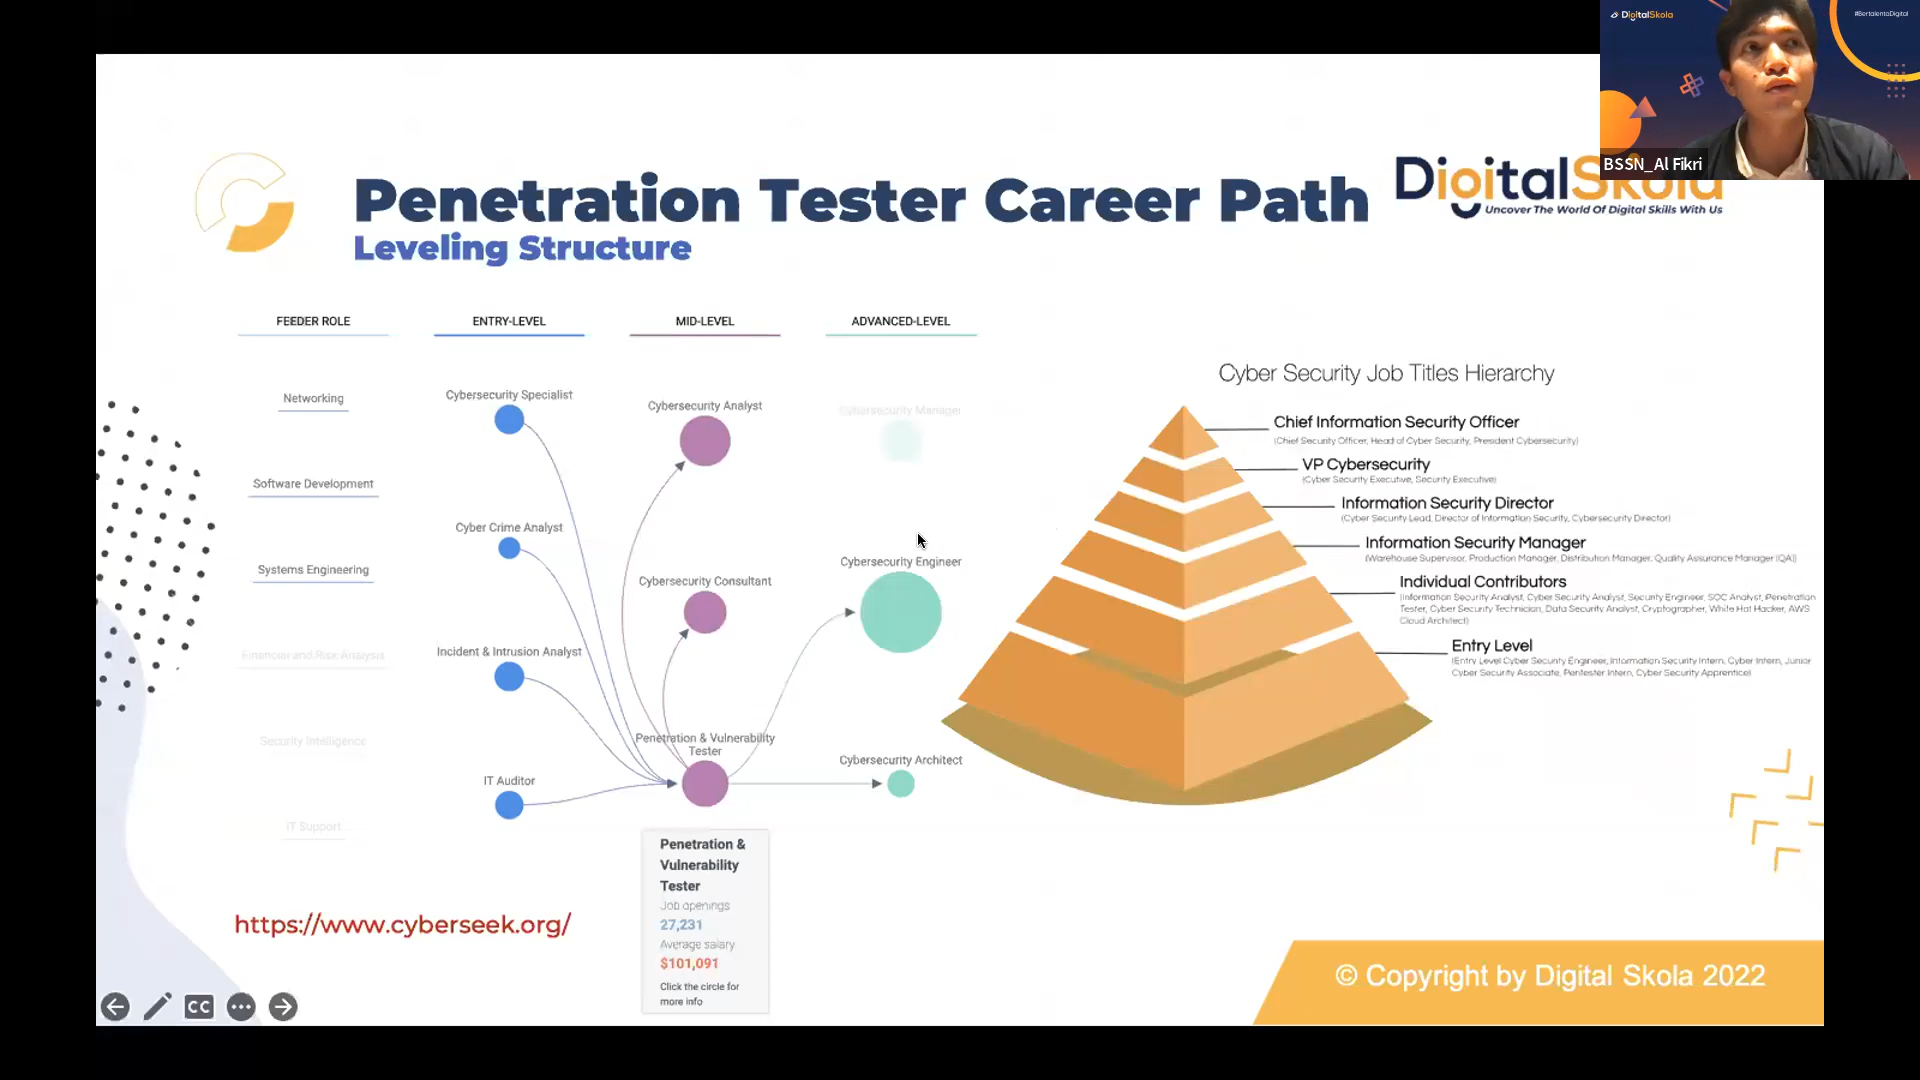 DigitalSkola
#BertalentaDigital
BSSN_Al Fikri
Penetration Tester Career Path
Leveling Structure
DigitalSkola
Uncover The World Of Digital Skills With Us
FEEDER ROLE
ENTRY-LEVEL
MID-LEVEL
ADVANCED-LEVEL
Networking
Software Development
Systems Engineering
Financial and Risk Analysis
Security Intelligence
IT Support
Cybersecurity Specialist
Cyber Crime Analyst
Incident & Intrusion Analyst
IT Auditor
Cybersecurity Analyst
Cybersecurity Consultant
Penetration & Vulnerability
Tester
Cybersecurity Manager
Cybersecurity Engineer
Cybersecurity Architect
Penetration &
Vulnerability
Tester
Job openings
27,231
Average salary
$101,091
Click the circle for
more info
Cyber Security Job Titles Hierarchy
Chief Information Security Officer
(Chief Security Officer, Head of Cyber Security, President Cybersecurity)
VP Cybersecurity
(Cyber Security Executive, Security Executive)
Information Security Director
(Cyber Security Lead, Director of Information Security, Cybersecurity Director)
Information Security Manager
(Warehouse Supervisor, Production Manager, Distribution Manager, Quality Assurance Manager (QA))
Individual Contributors
(Information Security Analyst, Cyber Security Analyst, Security Engineer, SOC Analyst, Penetration
Tester, Cyber Security Technician, Data Security Analyst, Cryptographer, White Hat Hacker, AWS
Cloud Architect)
Entry Level
(Entry Level Cyber Security Engineer, Information Security Intern, Cyber Intern, Junior
Cyber Security Associate, Pentester Intern, Cyber Security Apprentice)
https://www.cyberseek.org/
CC
© Copyright by Digital Skola 2022